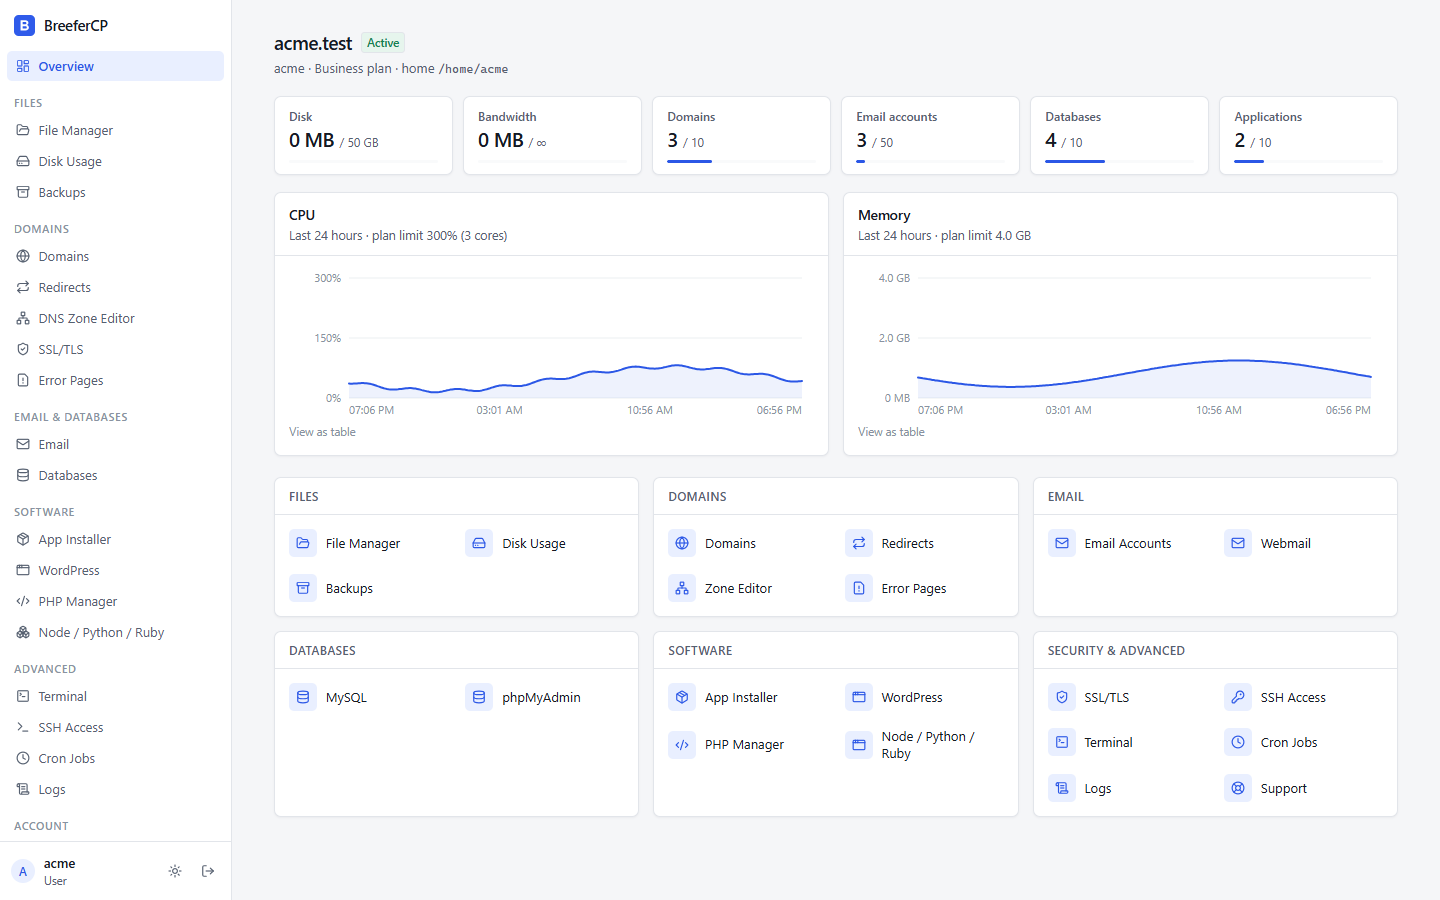 B BreeferCP
Overview
FILES
File Manager
Disk Usage
Backups
DOMAINS
Domains
Redirects
DNS Zone Editor
SSL/TLS
Error Pages
EMAIL & DATABASES
Email
Databases
SOFTWARE
App Installer
WordPress
PHP Manager
Node / Python / Ruby
ADVANCED
Terminal
SSH Access
Cron Jobs
Logs
ACCOUNT
A acme
User
acme.test Active
acme · Business plan · home /home/acme
Disk
0 MB / 50 GB
Bandwidth
0 MB / ∞
Domains
3 / 10
Email accounts
3 / 50
Databases
4 / 10
Applications
2 / 10
CPU
Last 24 hours · plan limit 300% (3 cores)
300%
150%
0%
07:06 PM 03:01 AM 10:56 AM 06:56 PM
View as table
Memory
Last 24 hours · plan limit 4.0 GB
4.0 GB
2.0 GB
0 MB
07:06 PM 03:01 AM 10:56 AM 06:56 PM
View as table
FILES
File Manager Disk Usage
Backups
DOMAINS
Domains Redirects
Zone Editor Error Pages
EMAIL
Email Accounts Webmail
DATABASES
MySQL phpMyAdmin
SOFTWARE
App Installer WordPress
PHP Manager Node / Python /
Ruby
SECURITY & ADVANCED
SSL/TLS SSH Access
Terminal Cron Jobs
Logs Support